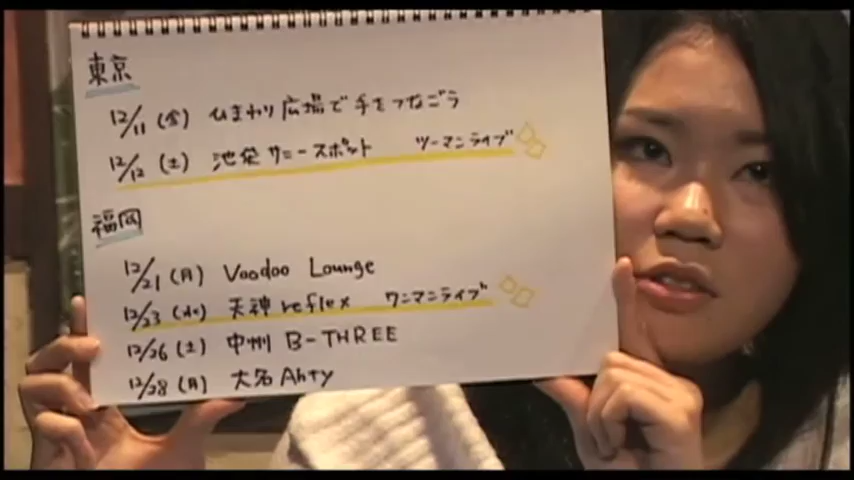 東京
12/11 (金) ひまわり広場で手をつなごう
12/12 (土) 池袋サミースポット ツーマンライブ
福岡
12/21 (月) Voodoo Lounge
12/23 (水) 天神 reflex ワンマンライブ
12/26 (土) 中州 B-THREE
12/28 (月) 大名 Ahty